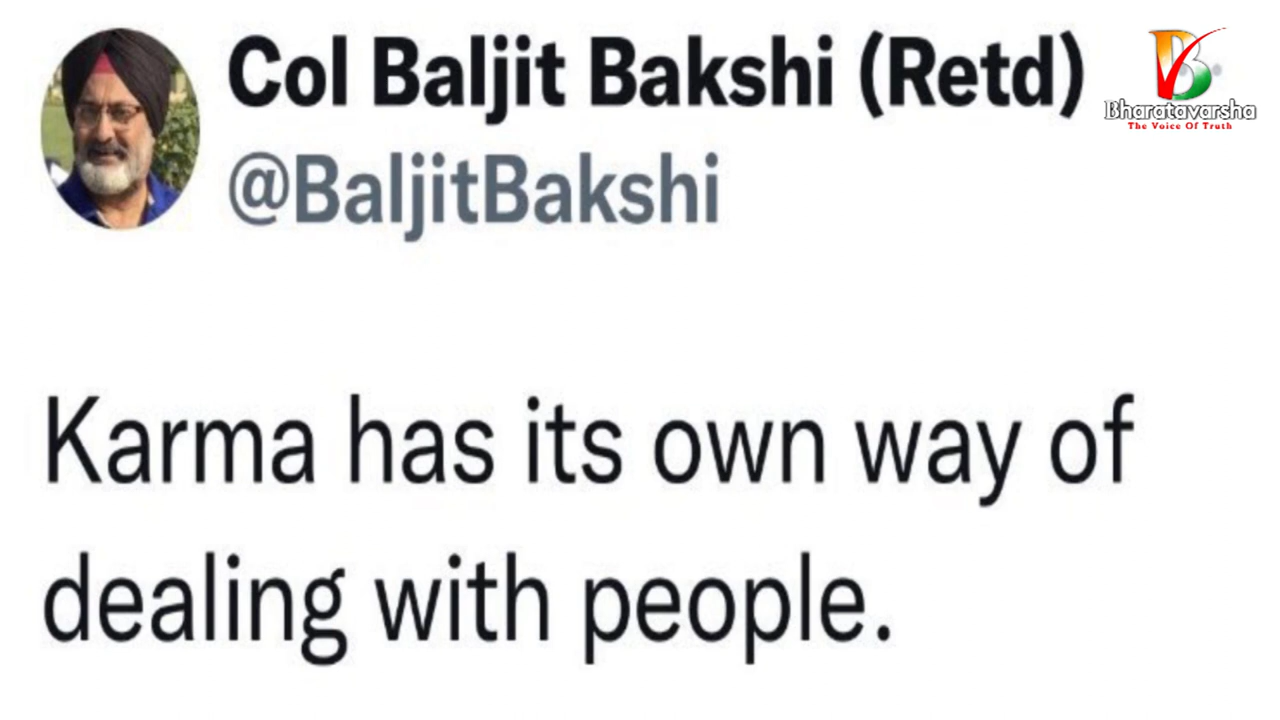 Col Baljit Bakshi (Retd)
@BaljitBakshi
Bharatavarsha
The Voice Of Truth
Karma has its own way of
dealing with people.